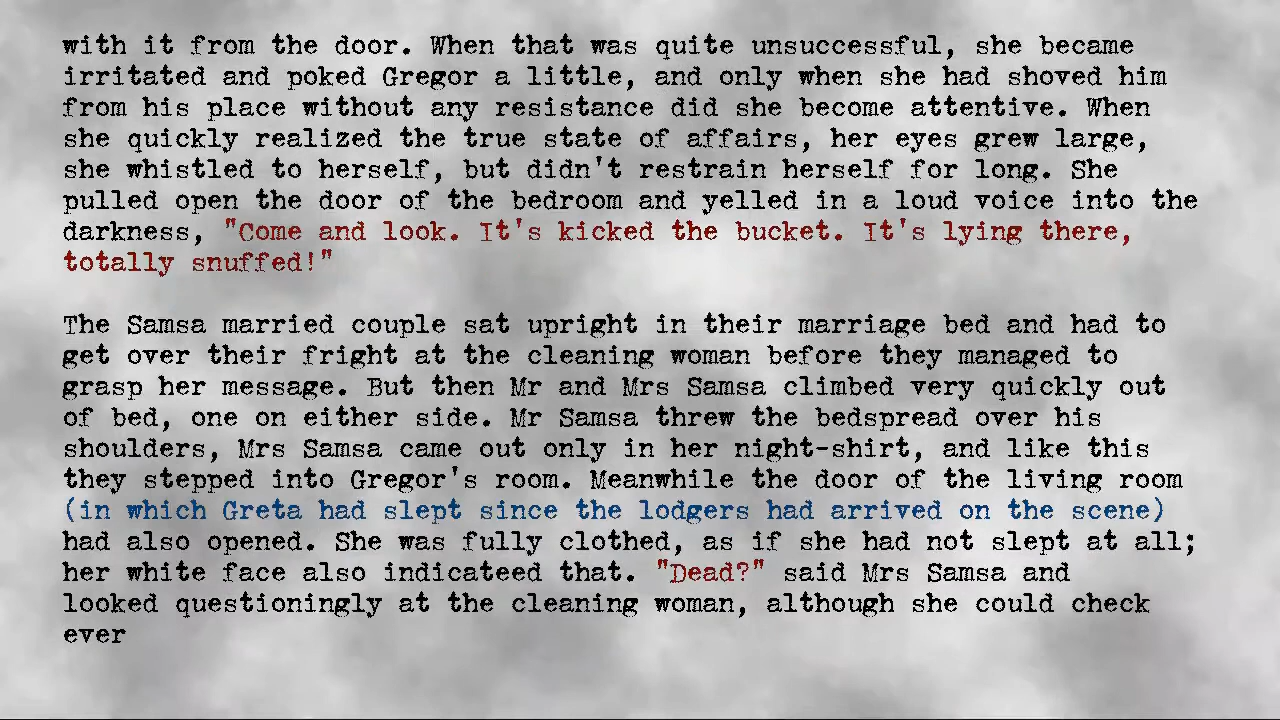 with it from the door. When that was quite unsuccessful, she became
irritated and poked Gregor a little, and only when she had shoved him
from his place without any resistance did she become attentive. When
she quickly realized the true state of affairs, her eyes grew large,
she whistled to herself, but didn't restrain herself for long. She
pulled open the door of the bedroom and yelled in a loud voice into the
darkness, "Come and look. It's kicked the bucket. It's lying there,
totally snuffed!"
The Samsa married couple sat upright in their marriage bed and had to
get over their fright at the cleaning woman before they managed to
grasp her message. But then Mr and Mrs Samsa climbed very quickly out
of bed, one on either side. Mr Samsa threw the bedspread over his
shoulders, Mrs Samsa came out only in her night-shirt, and like this
they stepped into Gregor's room. Meanwhile the door of the living room
(in which Greta had slept since the lodgers had arrived on the scene)
had also opened. She was fully clothed, as if she had not slept at all;
her white face also indicateed that. "Dead?" said Mrs Samsa and
looked questioningly at the cleaning woman, although she could check
ever